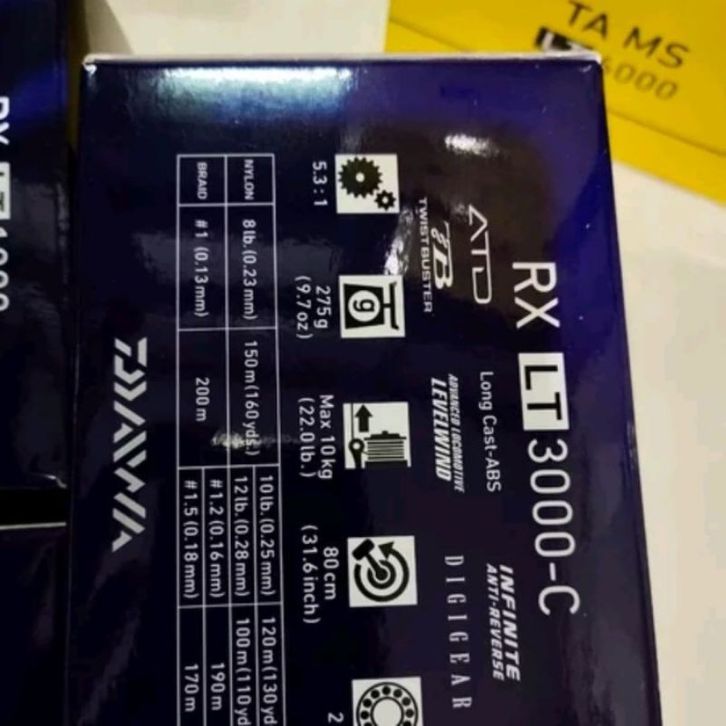 TA MS
RX LT 3000-C
ATD
TWIST BUSTER
Long Cast-ABS
ADVANCED LOCOMOTIVE
LEVELWIND
INFINITE
ANTI-REVERSE
DIGIGEAR
5.3:1
275g
(9.7oz)
Max 10kg
(22.0lb.)
80cm
(31.6inch)
2
NYLON 8lb.(0.23mm) 150m(160yds.) 10lb.(0.25mm) 120m(130yd
12lb.(0.28mm) 100m(110yd
BRAID #1 (0.13mm) 200m #1.2(0.16mm) 190m
#1.5(0.18mm) 170m
DAIWA